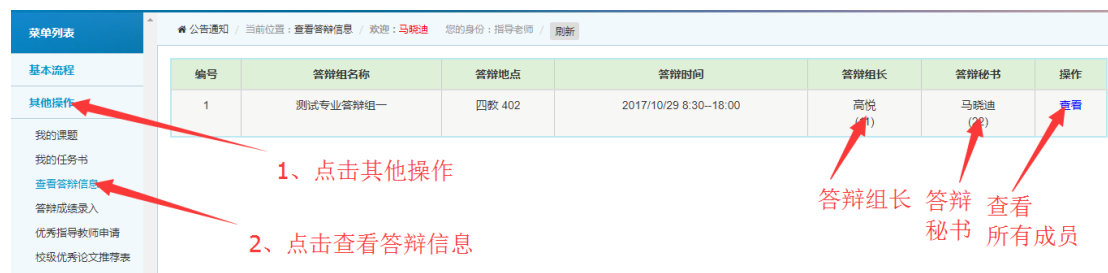 菜单列表
公告通知 / 当前位置：查看答辩信息 / 欢迎：马晓迪 您的身份：指导老师 / 刷新
基本流程
其他操作
我的课题
我的任务书
查看答辩信息
答辩成绩录入
优秀指导教师申请
校级优秀论文推荐表
编号 答辩组名称 答辩地点 答辩时间 答辩组长 答辩秘书 操作
1 测试专业答辩组一 四教 402 2017/10/29 8:30--18:00 高悦 马晓迪 查看
(22)
1、点击其他操作
2、点击查看答辩信息
答辩组长
答辩
秘书
查看
所有成员